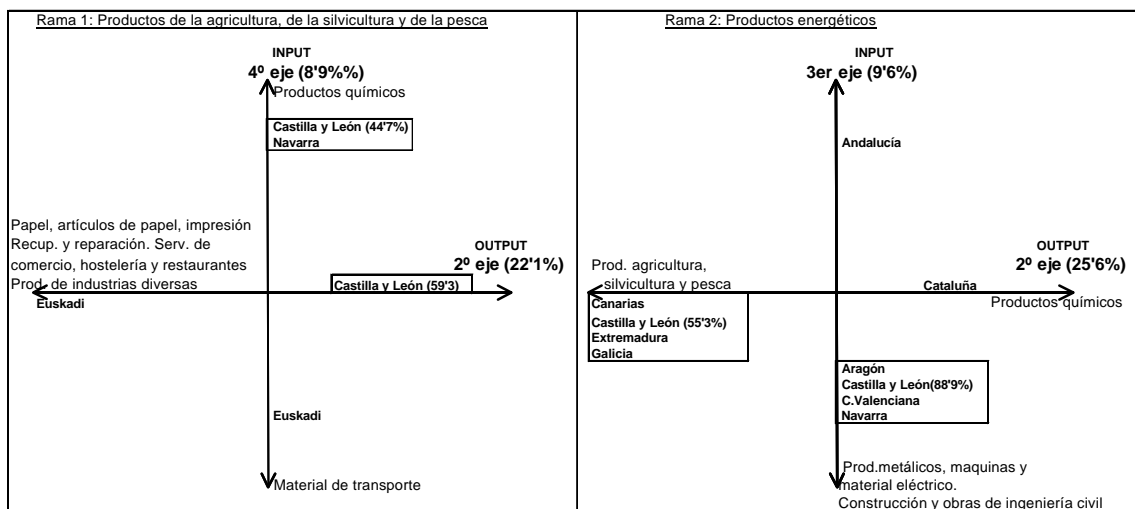 Rama 1: Productos de la agricultura, de la silvicultura y de la pesca
INPUT
4º eje (8'9%%)
Productos químicos
Castilla y León (44'7%)
Navarra
Papel, artículos de papel, impresión
Recup. y reparación. Serv. de
comercio, hostelería y restaurantes
Prod. de industrias diversas
Euskadi
OUTPUT
2º eje (22'1%)
Castilla y León (59'3)
Euskadi
Material de transporte
Rama 2: Productos energéticos
INPUT
3er eje (9'6%)
Andalucía
Prod. agricultura,
silvicultura y pesca
Canarias
Castilla y León (55'3%)
Extremadura
Galicia
OUTPUT
2º eje (25'6%)
Cataluña
Productos químicos
Aragón
Castilla y León(88'9%)
C.Valenciana
Navarra
Prod.metálicos, maquinas y
material eléctrico.
Construcción y obras de ingeniería civil